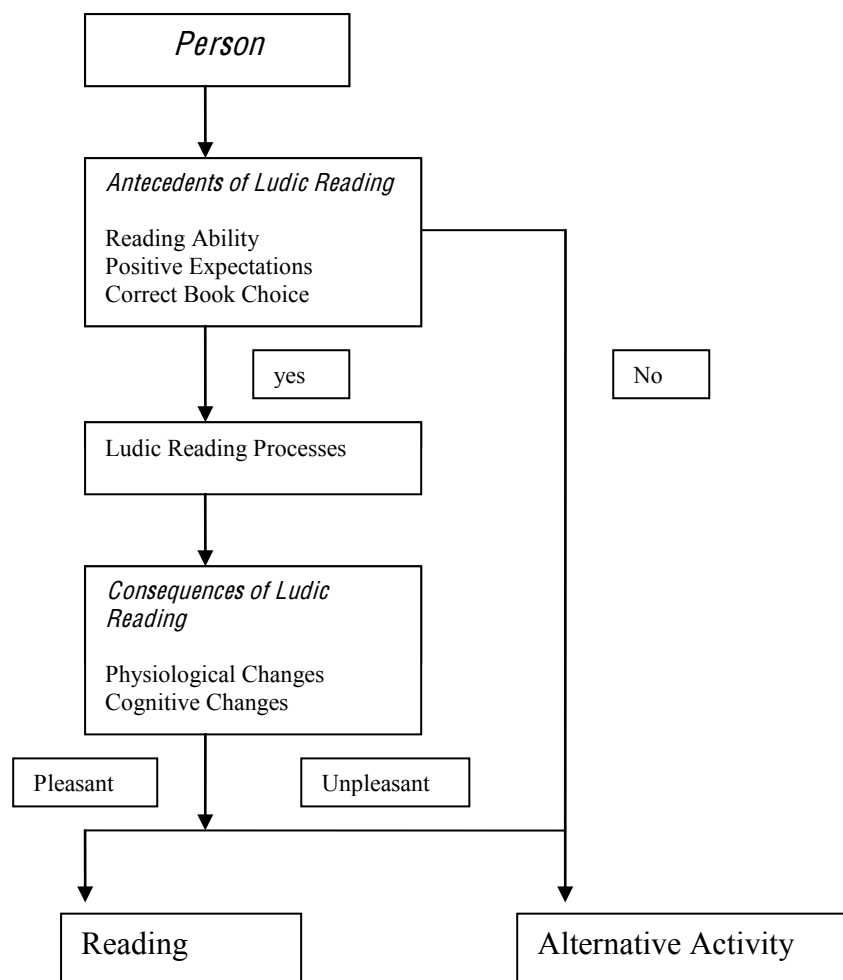 Person
Antecedents of Ludic Reading
Reading Ability
Positive Expectations
Correct Book Choice
yes
No
Ludic Reading Processes
Consequences of Ludic
Reading
Physiological Changes
Cognitive Changes
Pleasant
Unpleasant
Reading
Alternative Activity